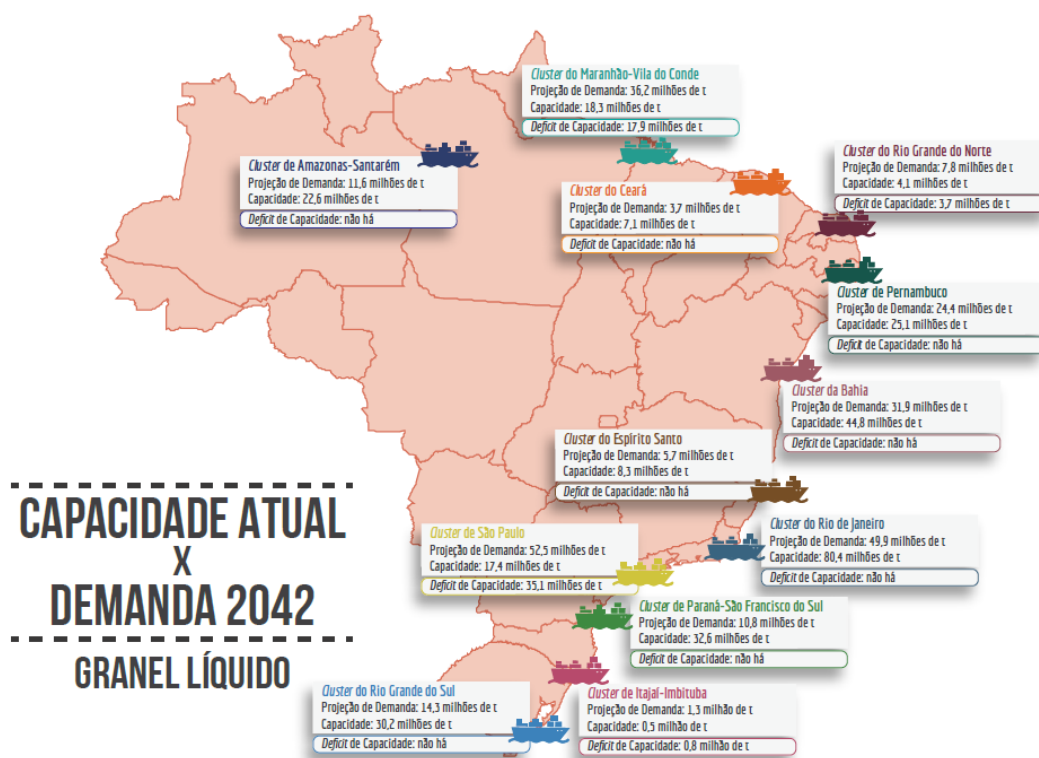 Cluster do Maranhão-Vila do Conde
Projeção de Demanda: 36,2 milhões de t
Capacidade: 18,3 milhões de t
Deficit de Capacidade: 17,9 milhões de t
Cluster de Amazonas-Santarém
Projeção de Demanda: 11,6 milhões de t
Capacidade: 22,6 milhões de t
Deficit de Capacidade: não há
Cluster do Ceará
Projeção de Demanda: 3,7 milhões de t
Capacidade: 7,1 milhões de t
Deficit de Capacidade: não há
Cluster do Rio Grande do Norte
Projeção de Demanda: 7,8 milhões de t
Capacidade: 4,1 milhões de t
Deficit de Capacidade: 3,7 milhões de t
Cluster de Pernambuco
Projeção de Demanda: 24,4 milhões de t
Capacidade: 25,1 milhões de t
Deficit de Capacidade: não há
Cluster da Bahia
Projeção de Demanda: 31,9 milhões de t
Capacidade: 44,8 milhões de t
Deficit de Capacidade: não há
Cluster do Espírito Santo
Projeção de Demanda: 5,7 milhões de t
Capacidade: 8,3 milhões de t
Deficit de Capacidade: não há
Cluster do Rio de Janeiro
Projeção de Demanda: 49,9 milhões de t
Capacidade: 80,4 milhões de t
Deficit de Capacidade: não há
Cluster de São Paulo
Projeção de Demanda: 52,5 milhões de t
Capacidade: 17,4 milhões de t
Deficit de Capacidade: 35,1 milhões de t
Cluster de Paraná-São Francisco do Sul
Projeção de Demanda: 10,8 milhões de t
Capacidade: 32,6 milhões de t
Deficit de Capacidade: não há
Cluster do Rio Grande do Sul
Projeção de Demanda: 14,3 milhões de t
Capacidade: 30,2 milhões de t
Deficit de Capacidade: não há
Cluster de Itajaí-Imbituba
Projeção de Demanda: 1,3 milhão de t
Capacidade: 0,5 milhão de t
Deficit de Capacidade: 0,8 milhão de t
CAPACIDADE ATUAL
X
DEMANDA 2042
GRANEL LÍQUIDO